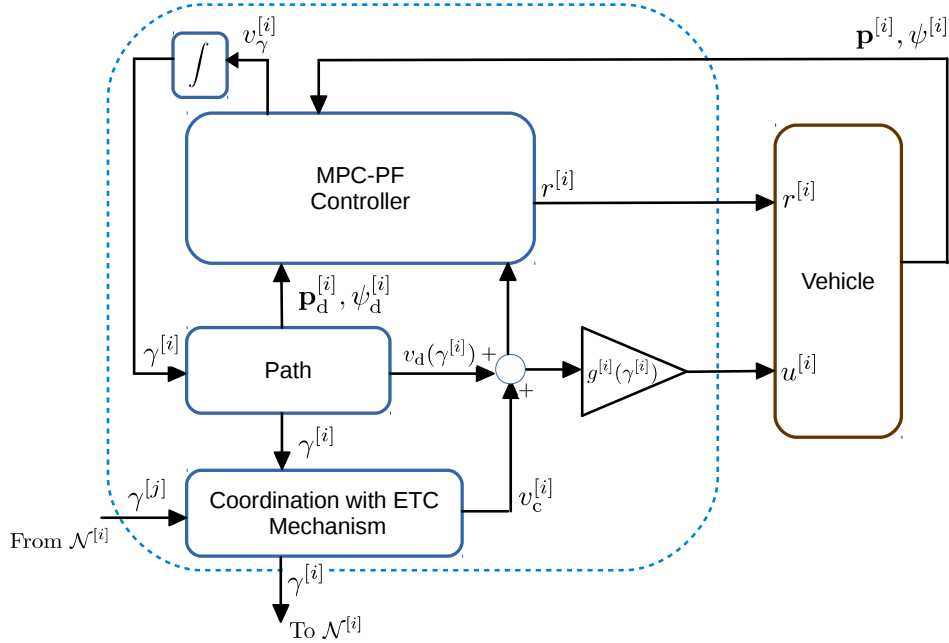 v_γ^{[i]}
p^{[i]}, ψ^{[i]}
∫
MPC-PF
Controller
r^{[i]}
r^{[i]}
Vehicle
p_d^{[i]}, ψ_d^{[i]}
γ^{[i]}
Path
v_d(γ^{[i]}) +
+
g^{[i]}(γ^{[i]})
u^{[i]}
γ^{[i]}
Coordination with ETC
Mechanism
v_c^{[i]}
γ^{[j]}
From 𝒩^{[i]}
γ^{[i]}
To 𝒩^{[i]}